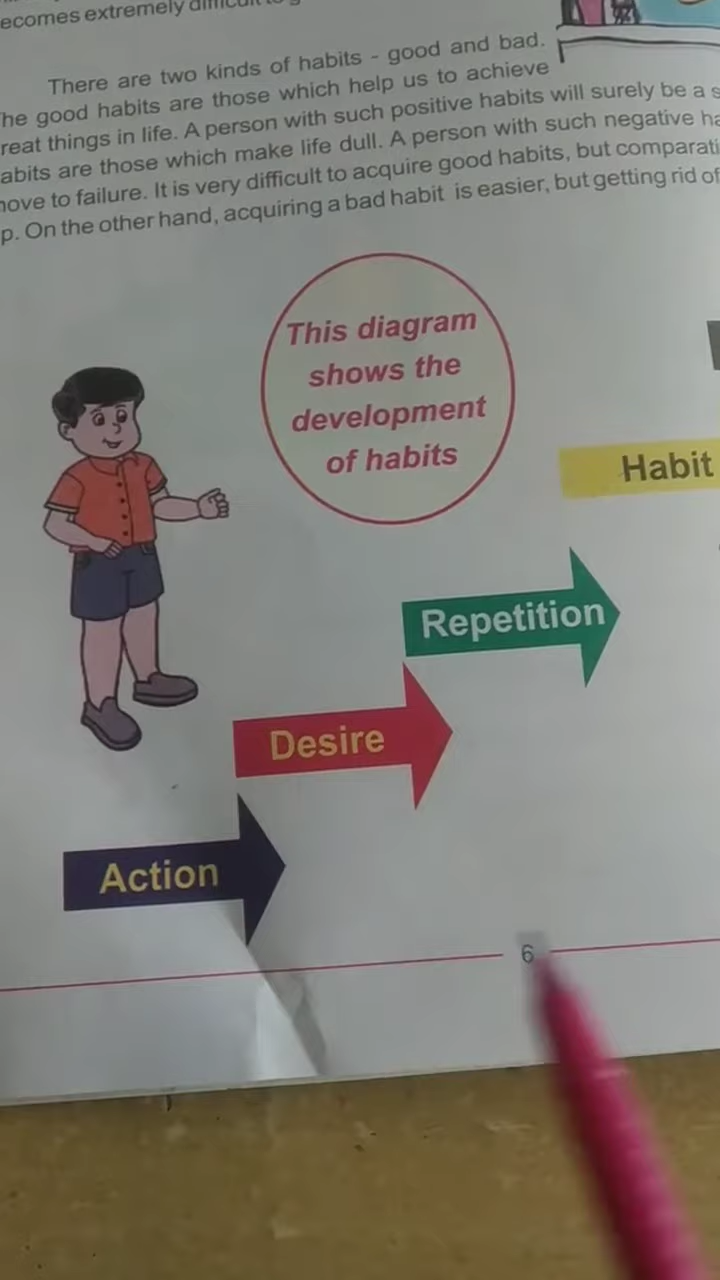 ecomes extremely difficult to g
There are two kinds of habits - good and bad.
he good habits are those which help us to achieve
reat things in life. A person with such positive habits will surely be a s
abits are those which make life dull. A person with such negative ha
ove to failure. It is very difficult to acquire good habits, but comparati
p. On the other hand, acquiring a bad habit is easier, but getting rid of
This diagram
shows the
development
of habits
Habit
Repetition
Desire
Action
6